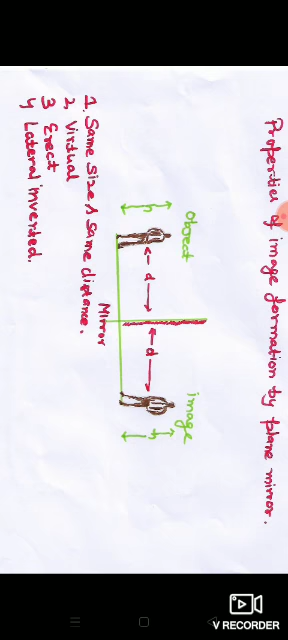 Properties of image formation by plane mirror.
object
image
h
← d →
← d →
h
Mirror
1. Same size & same distance.
2, Virtual
3 Erect
4 Lateral inverted.
V RECORDER